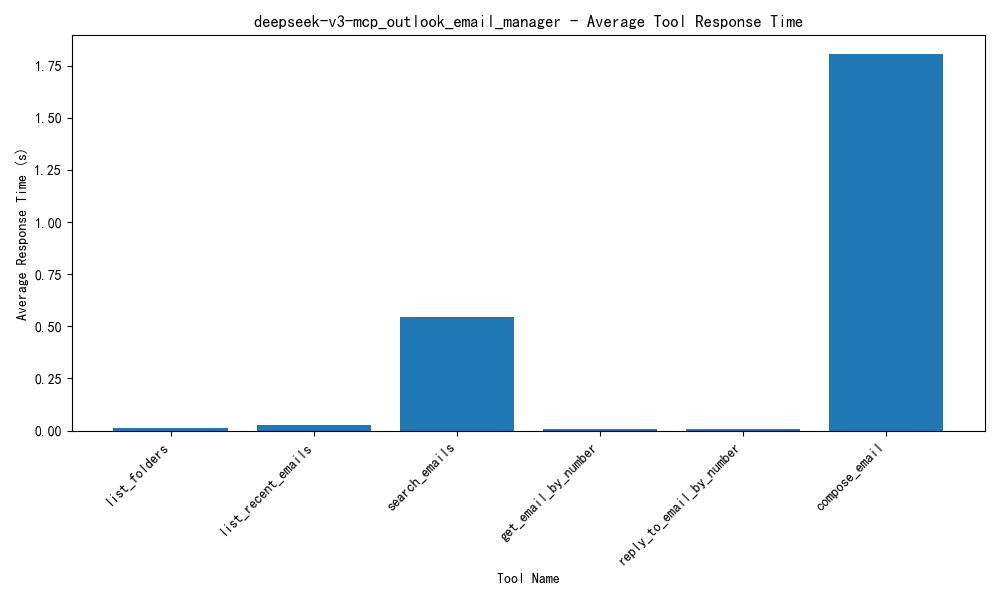 deepseek-v3-mcp_outlook_email_manager - Average Tool Response Time
Average Response Time (s)
1.75
1.50
1.25
1.00
0.75
0.50
0.25
0.00
list_folders
list_recent_emails
search_emails
get_email_by_number
reply_to_email_by_number
compose_email
Tool Name